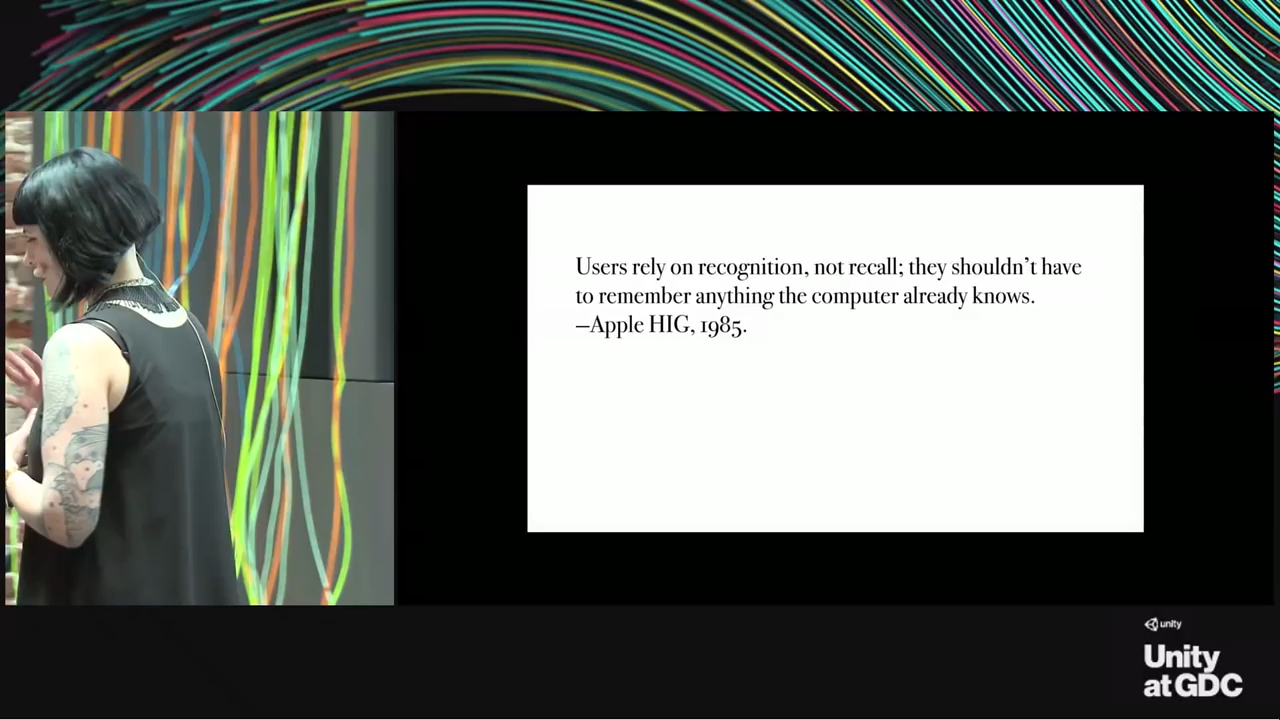 Users rely on recognition, not recall; they shouldn’t have
to remember anything the computer already knows.
—Apple HIG, 1985.
unity
Unity
at GDC